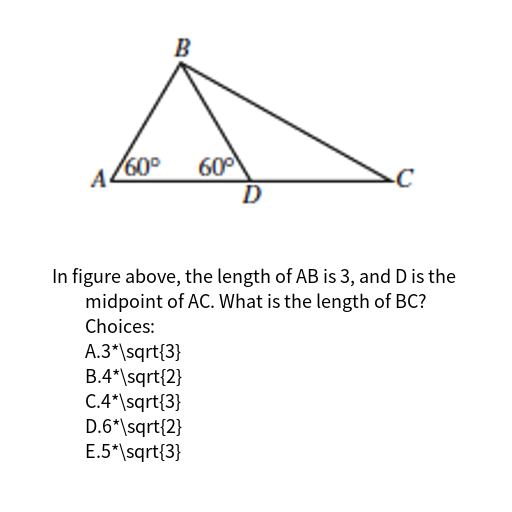 B
60°
60°
A
C
D
In figure above, the length of AB is 3, and D is the
midpoint of AC. What is the length of BC?
Choices:
A.3*\sqrt{3}
B.4*\sqrt{2}
C.4*\sqrt{3}
D.6*\sqrt{2}
E.5*\sqrt{3}